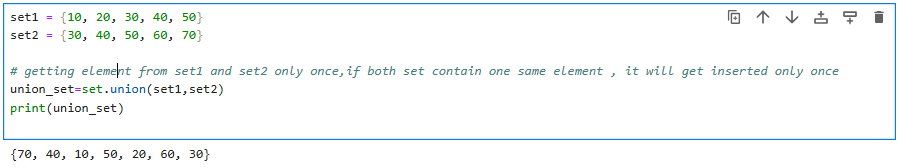 set1 = {10, 20, 30, 40, 50}
set2 = {30, 40, 50, 60, 70}
# getting element from set1 and set2 only once,if both set contain one same element , it will get inserted only once
union_set=set.union(set1,set2)
print(union_set)
{70, 40, 10, 50, 20, 60, 30}